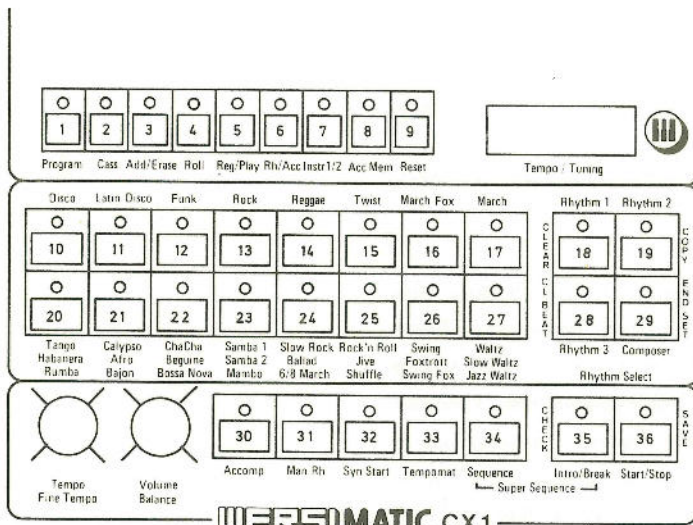 1 2 3 4 5 6 7 8 9
Program Cass Add/Erase Roll Reg/Play Rh/Acc Instr1/2 Acc Mem Reset
Tempo / Tuning
Disco Latin Disco Funk Rock Reggae Twist March Fox March
Rhythm 1 Rhythm 2
10 11 12 13 14 15 16 17
CLEAR
18 19
COPY
20 21 22 23 24 25 26 27
CL BEAT
28 29
END SET
Tango Calypso ChaCha Samba 1 Slow Rock Rock'n Roll Swing Waltz
Habanera Afro Beguine Samba 2 Ballad Jive Foxtrott Slow Waltz
Rumba Bajon Bossa Nova Mambo 6/8 March Shuffle Swing Fox Jazz Waltz
Rhythm 3 Composer
Rhythm Select
30 31 32 33 34
CHECK
35 36
SAVE
Accomp Man Rh Syn Start Tempomat Sequence Intro/Break Start/Stop
Super Sequence
Tempo Volume
Fine Tempo Balance
WERSIMATIC CX1